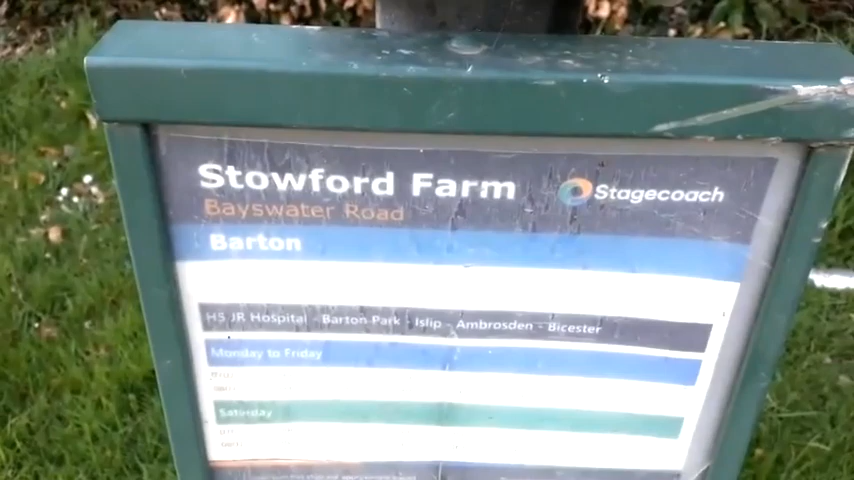 Stowford Farm
Stagecoach
Bayswater Road
Barton
H5 JR Hospital - Barton Park - Islip - Ambrosden - Bicester
Monday to Friday
Saturday